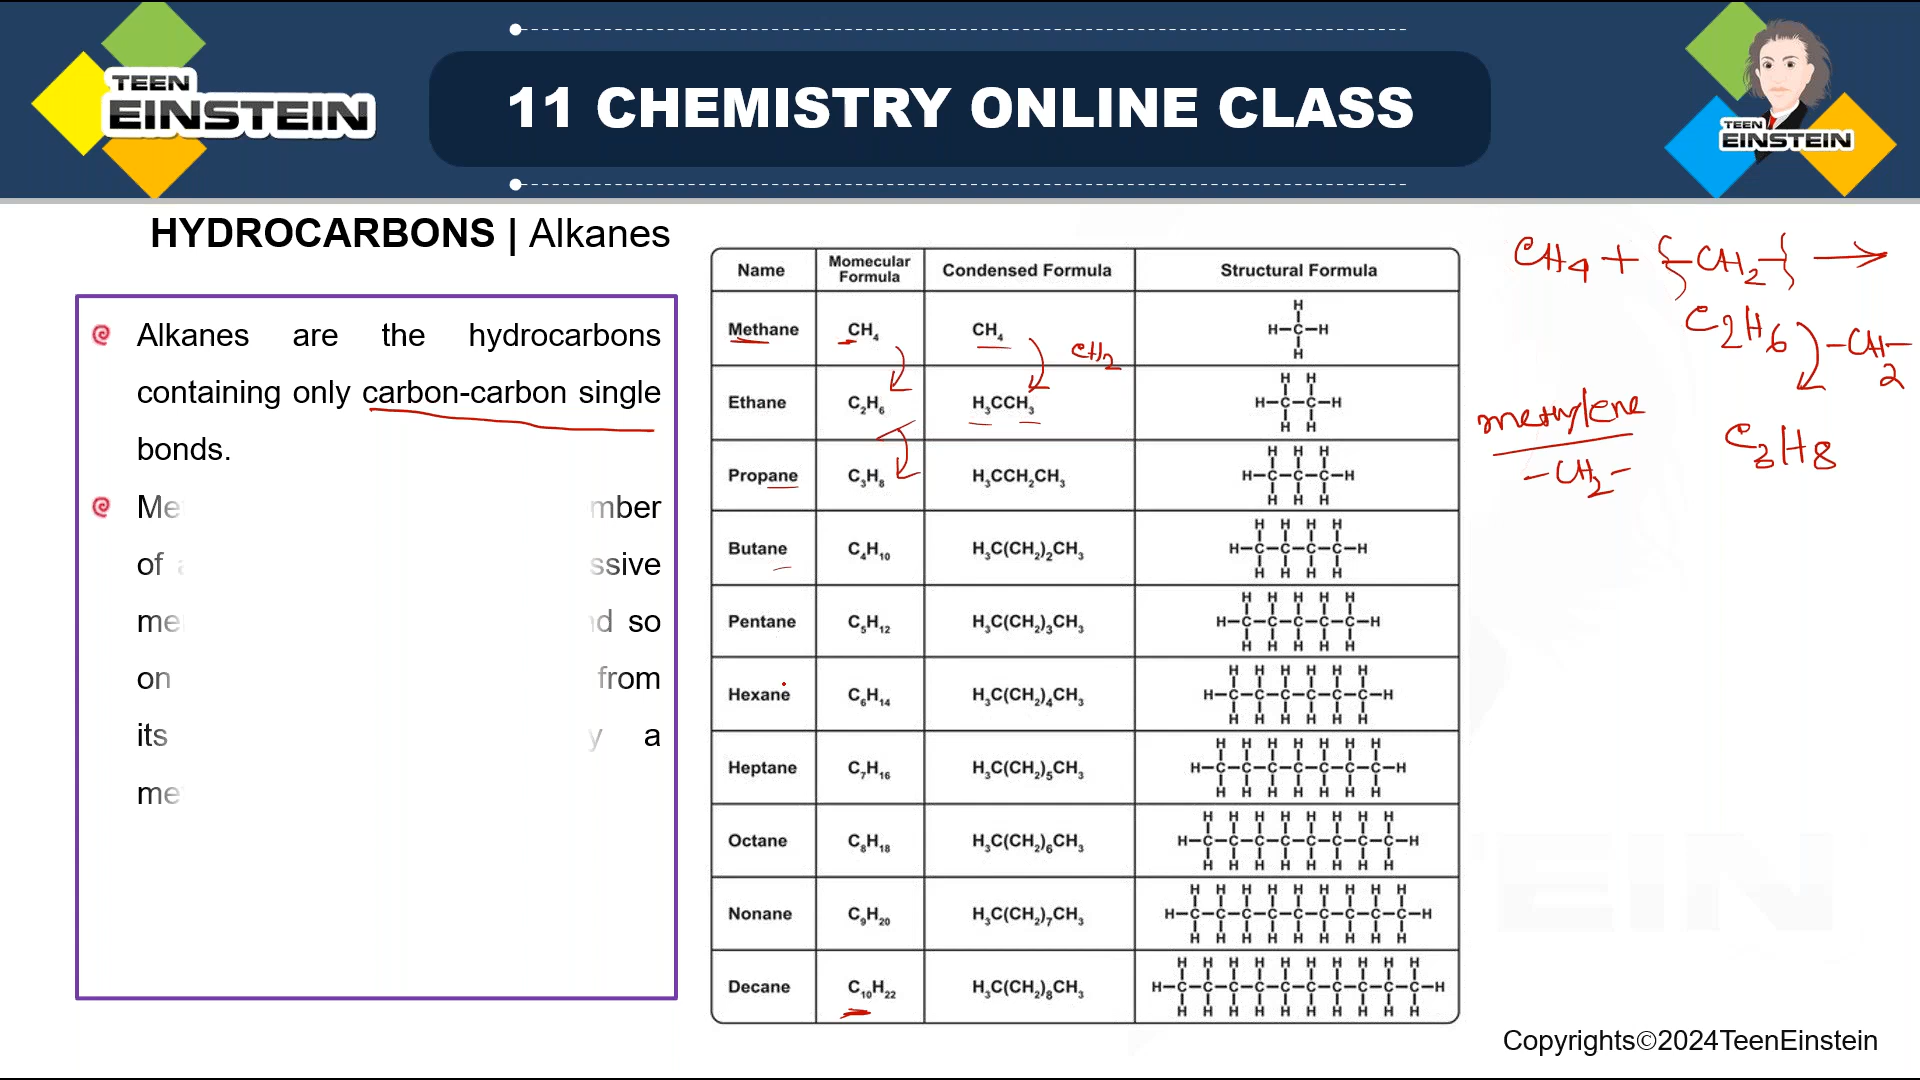 TEEN
EINSTEIN
11 CHEMISTRY ONLINE CLASS
TEEN
EINSTEIN
HYDROCARBONS | Alkanes
Alkanes are the hydrocarbons
containing only carbon-carbon single
bonds.
Me mber
of a ssive
me nd so
on from
its y a
me
Name Momecular Formula Condensed Formula Structural Formula
Methane CH₄ CH₄
H
H–C–H
H
Ethane C₂H₆ H₃CCH₃
H H
H–C–C–H
H H
Propane C₃H₈ H₃CCH₂CH₃
H H H
H–C–C–C–H
H H H
Butane C₄H₁₀ H₃C(CH₂)₂CH₃
H H H H
H–C–C–C–C–H
H H H H
Pentane C₅H₁₂ H₃C(CH₂)₃CH₃
H H H H H
H–C–C–C–C–C–H
H H H H H
Hexane C₆H₁₄ H₃C(CH₂)₄CH₃
H H H H H H
H–C–C–C–C–C–C–H
H H H H H H
Heptane C₇H₁₆ H₃C(CH₂)₅CH₃
H H H H H H H
H–C–C–C–C–C–C–C–H
H H H H H H H
Octane C₈H₁₈ H₃C(CH₂)₆CH₃
H H H H H H H H
H–C–C–C–C–C–C–C–C–H
H H H H H H H H
Nonane C₉H₂₀ H₃C(CH₂)₇CH₃
H H H H H H H H H
H–C–C–C–C–C–C–C–C–C–H
H H H H H H H H H
Decane C₁₀H₂₂ H₃C(CH₂)₈CH₃
H H H H H H H H H H
H–C–C–C–C–C–C–C–C–C–C–H
H H H H H H H H H H
CH₂
CH₄ + {–CH₂–} →
C₂H₆ –CH₂–
methylene
–CH₂–
C₃H₈
Copyrights©2024TeenEinstein